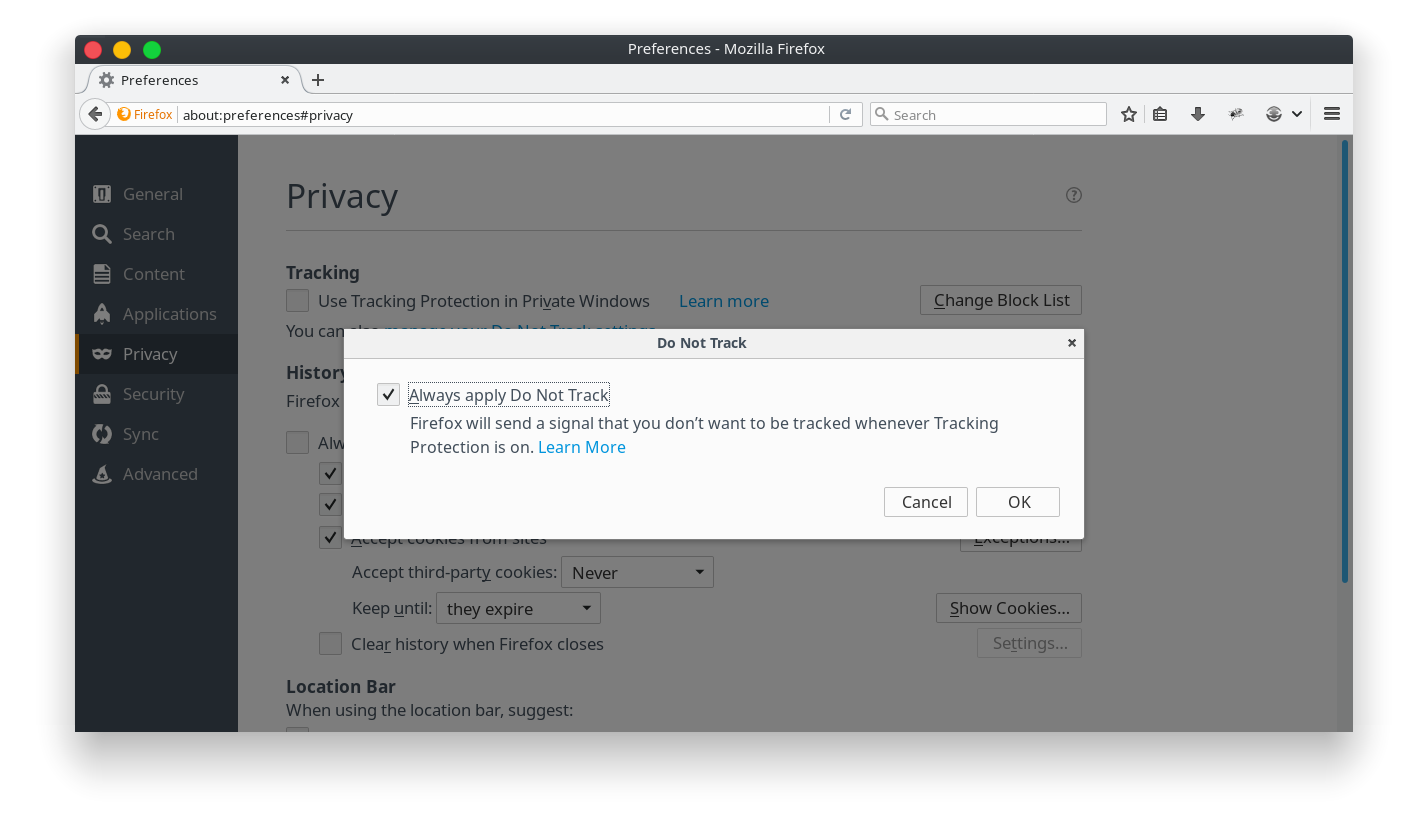 Preferences - Mozilla Firefox
Preferences
Firefox about:preferences#privacy Search
General
Search
Content
Applications
Privacy
Security
Sync
Advanced
Privacy
Tracking
Use Tracking Protection in Private Windows Learn more Change Block List
You can also manage your Do Not Track settings
Do Not Track
History
Firefox
Always apply Do Not Track
Firefox will send a signal that you don’t want to be tracked whenever Tracking
Protection is on. Learn More
Cancel OK
Accept cookies from sites Exceptions...
Accept third-party cookies: Never
Keep until: they expire Show Cookies...
Clear history when Firefox closes Settings...
Location Bar
When using the location bar, suggest: